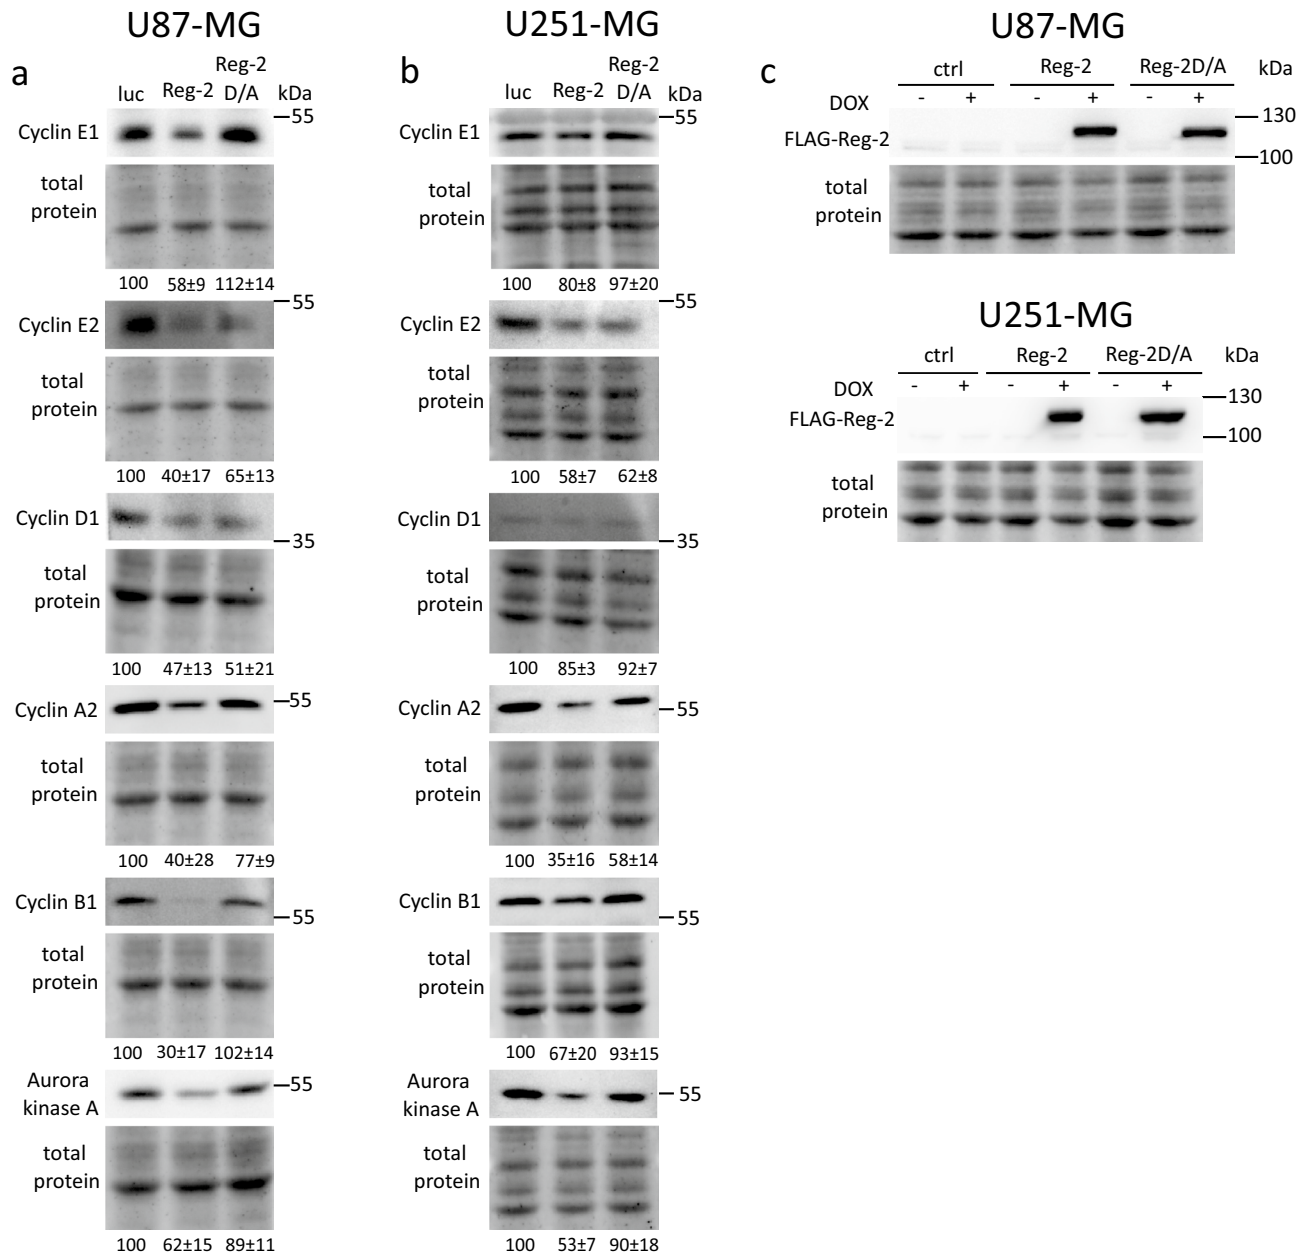 U87-MG
a
luc Reg-2 Reg-2 D/A kDa
Cyclin E1
55
total
protein
100 58±9 112±14
55
Cyclin E2
total
protein
100 40±17 65±13
Cyclin D1
35
total
protein
100 47±13 51±21
Cyclin A2
55
total
protein
100 40±28 77±9
Cyclin B1
55
total
protein
100 30±17 102±14
Aurora
kinase A
55
total
protein
100 62±15 89±11
U251-MG
b
luc Reg-2 Reg-2 D/A kDa
Cyclin E1
55
total
protein
100 80±8 97±20
55
Cyclin E2
total
protein
100 58±7 62±8
Cyclin D1
35
total
protein
100 85±3 92±7
Cyclin A2
55
total
protein
100 35±16 58±14
Cyclin B1
55
total
protein
100 67±20 93±15
Aurora
kinase A
55
total
protein
100 53±7 90±18
U87-MG
c
ctrl Reg-2 Reg-2D/A kDa
DOX - + - + - +
130
FLAG-Reg-2
100
total
protein
U251-MG
ctrl Reg-2 Reg-2D/A kDa
DOX - + - + - +
130
FLAG-Reg-2
100
total
protein